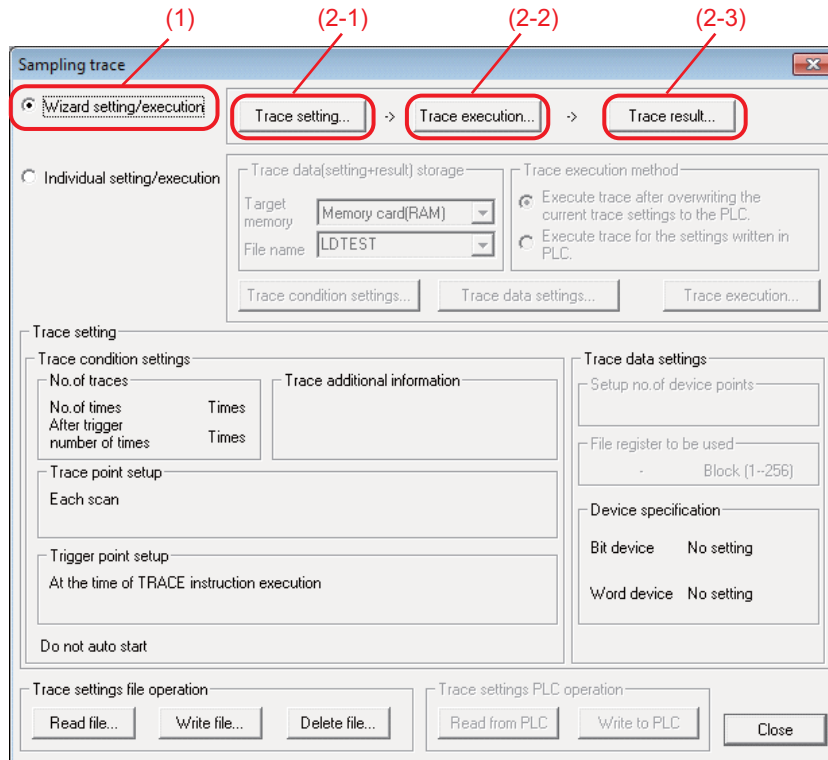 (1) (2-1) (2-2) (2-3)
Sampling trace
Wizard setting/execution
Trace setting... -> Trace execution... -> Trace result...
Individual setting/execution
Trace data(setting+result) storage
Target
memory
Memory card(RAM)
File name
LDTEST
Trace execution method
Execute trace after overwriting the
current trace settings to the PLC.
Execute trace for the settings written in
PLC.
Trace condition settings... Trace data settings... Trace execution...
Trace setting
Trace condition settings
No.of traces
No.of times Times
After trigger
number of times Times
Trace additional information
Trace point setup
Each scan
Trigger point setup
At the time of TRACE instruction execution
Do not auto start
Trace data settings
Setup no.of device points
File register to be used
- Block (1--256)
Device specification
Bit device No setting
Word device No setting
Trace settings file operation
Read file... Write file... Delete file...
Trace settings PLC operation
Read from PLC Write to PLC
Close